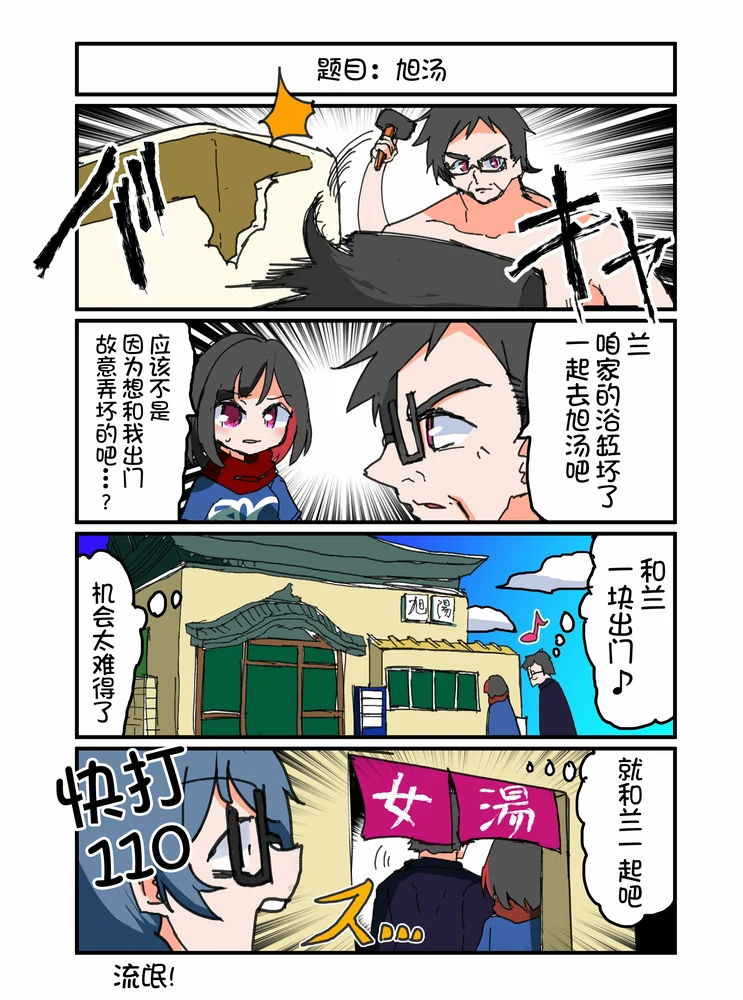 题目：旭汤
バキャ
兰
咱家的浴缸坏了
一起去旭汤吧
应该不是
因为想和我出门
故意弄坏的吧…？
和兰
一块出门♪
旭湯
机会太难得了
就和兰一起吧
女湯
ス…
快打
110
流氓！